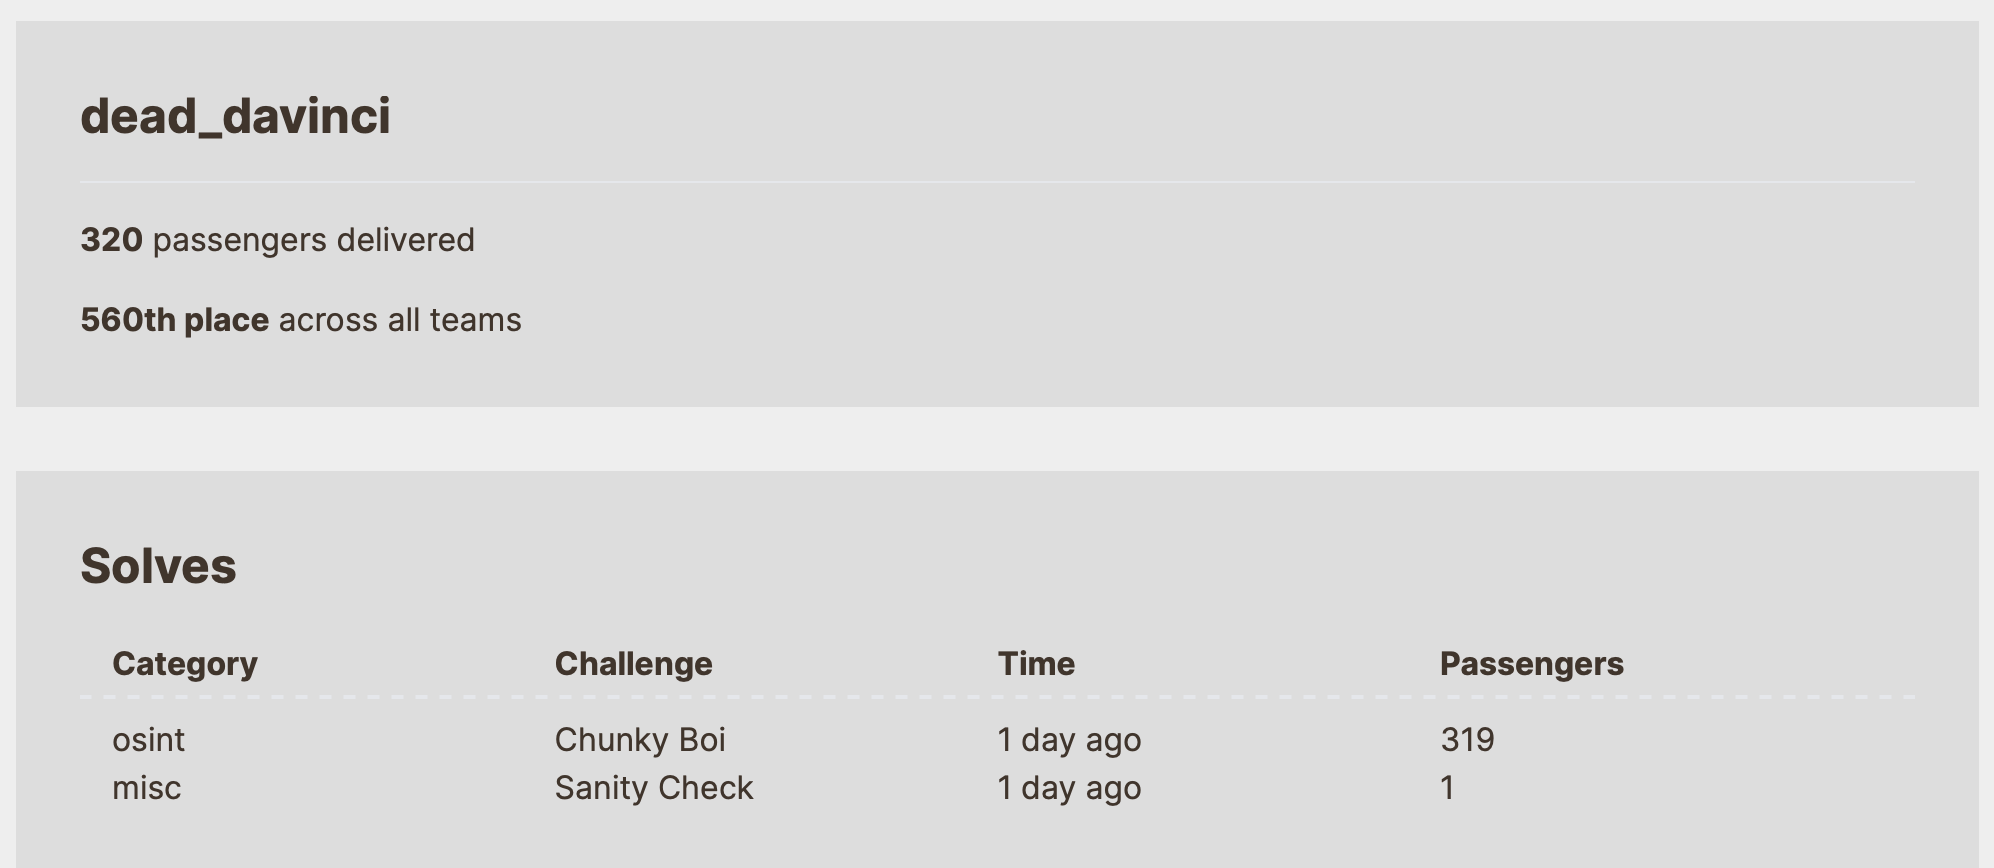 dead_davinci
320 passengers delivered
560th place across all teams
Solves
Category Challenge Time Passengers
osint Chunky Boi 1 day ago 319
misc Sanity Check 1 day ago 1